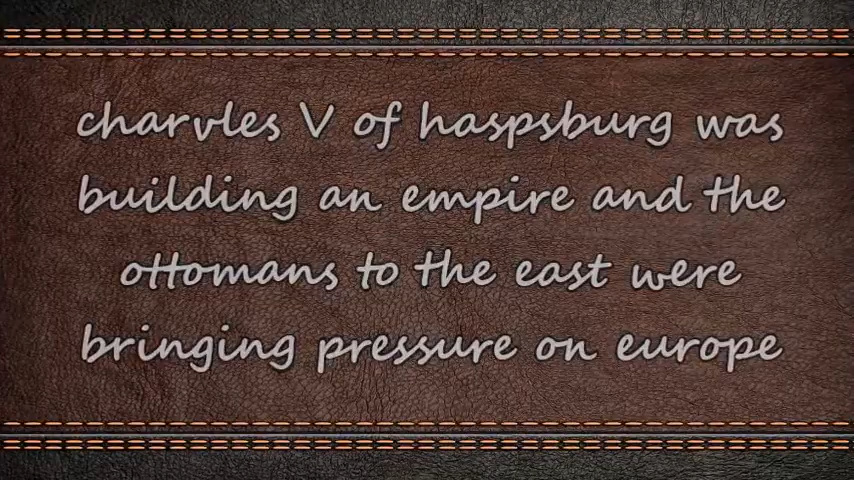 charvles V of haspsburg was
building an empire and the
ottomans to the east were
bringing pressure on europe